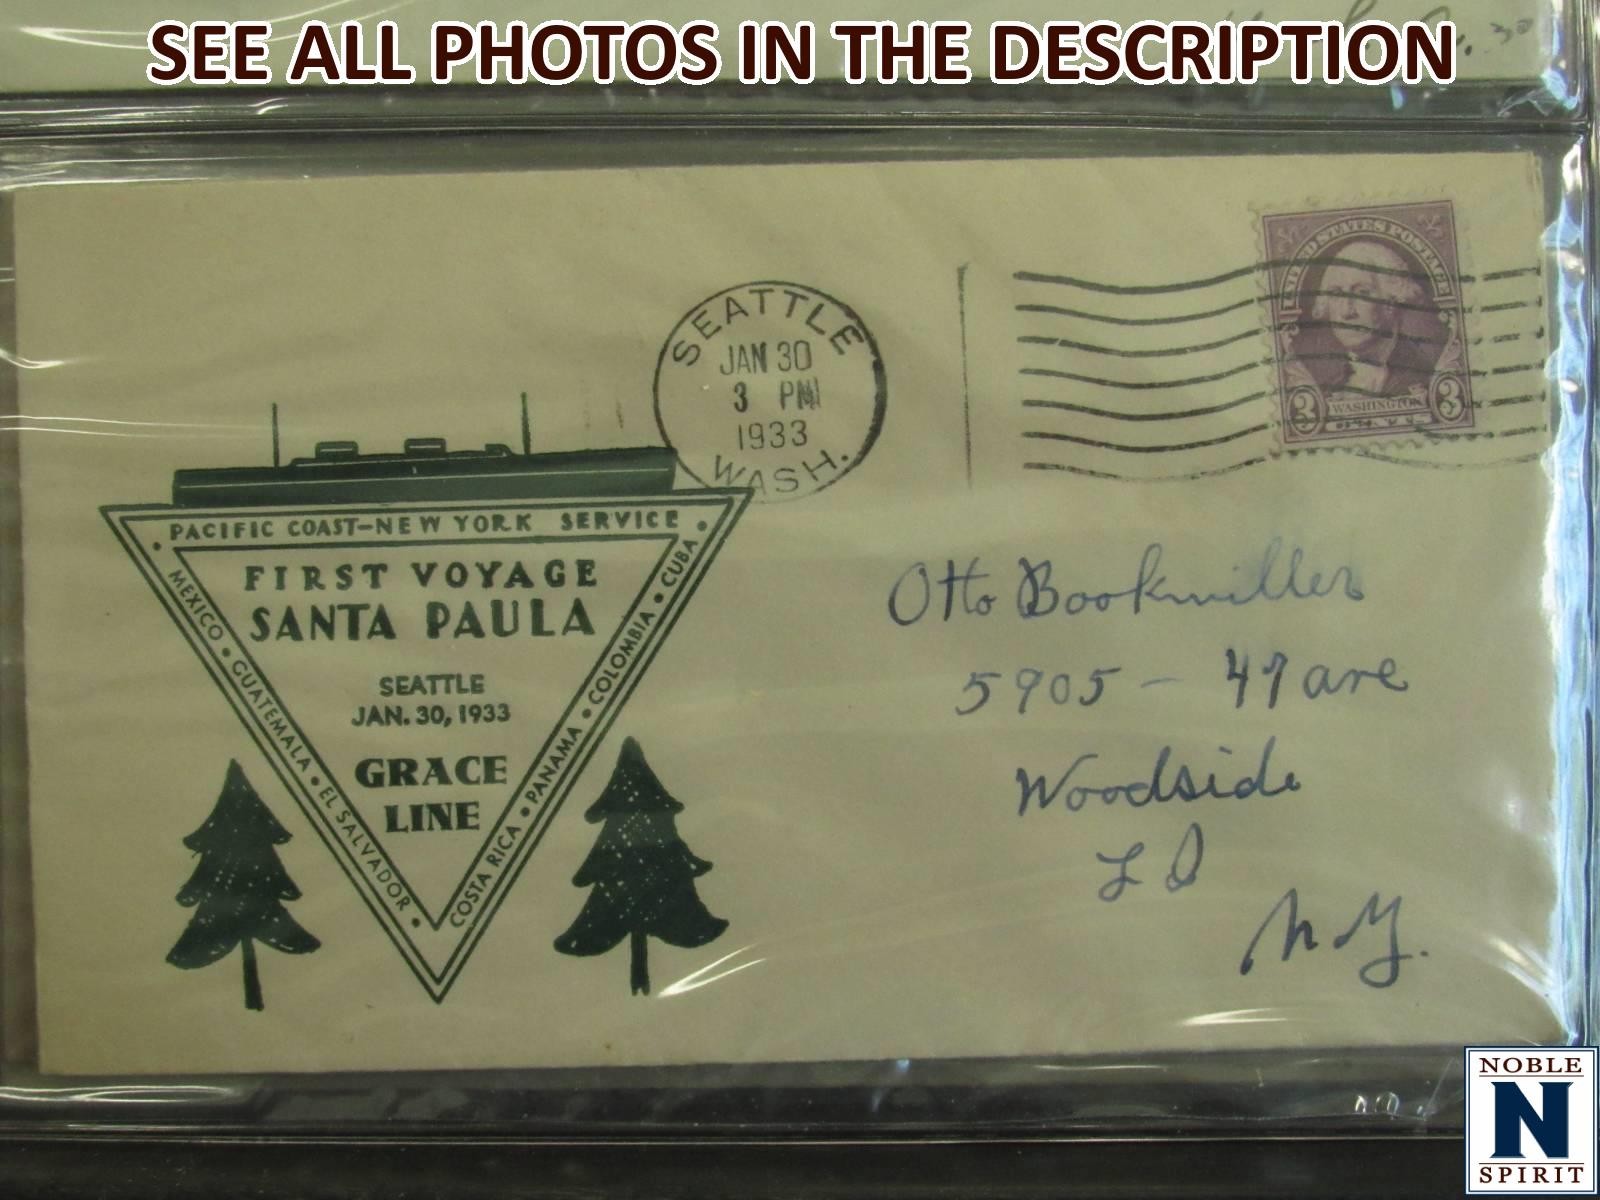 SEE ALL PHOTOS IN THE DESCRIPTION
SEATTLE
JAN 30
3 PM
1933
WASH.
UNITED STATES POSTAGE
3 WASHINGTON 3
PACIFIC COAST-NEW YORK SERVICE
MEXICO • GUATEMALA • EL SALVADOR •
COSTA RICA • PANAMA • COLOMBIA • CUBA •
FIRST VOYAGE
SANTA PAULA
SEATTLE
JAN. 30, 1933
GRACE
LINE
Otto Bookmiller
5905 - 47 ave
Woodside
L I
N.Y.
NOBLE
N
SPIRIT